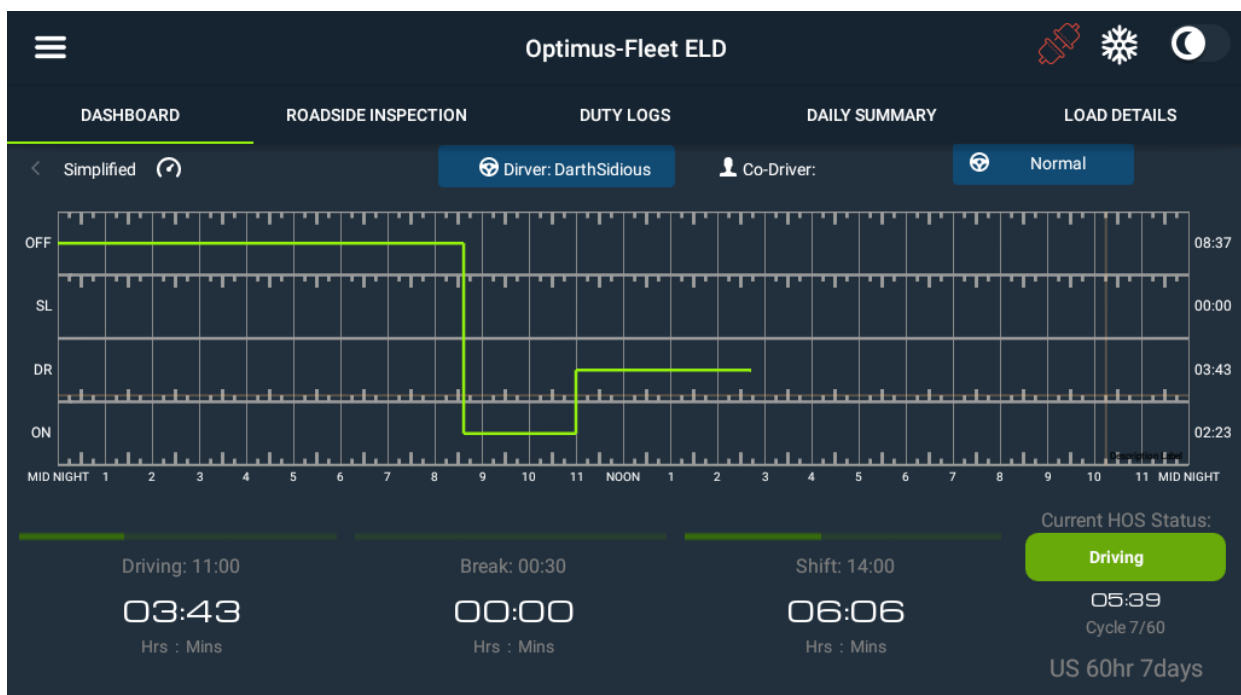 Optimus-Fleet ELD
DASHBOARD ROADSIDE INSPECTION DUTY LOGS DAILY SUMMARY LOAD DETAILS
Simplified Dirver: DarthSidious Co-Driver: Normal
OFF 08:37
SL 00:00
DR 03:43
ON 02:23
Description Label
MID NIGHT 1 2 3 4 5 6 7 8 9 10 11 NOON 1 2 3 4 5 6 7 8 9 10 11 MID NIGHT
Current HOS Status:
Driving: 11:00 Break: 00:30 Shift: 14:00 Driving
03:43 00:00 06:06 05:39
Hrs : Mins Hrs : Mins Hrs : Mins Cycle 7/60
US 60hr 7days